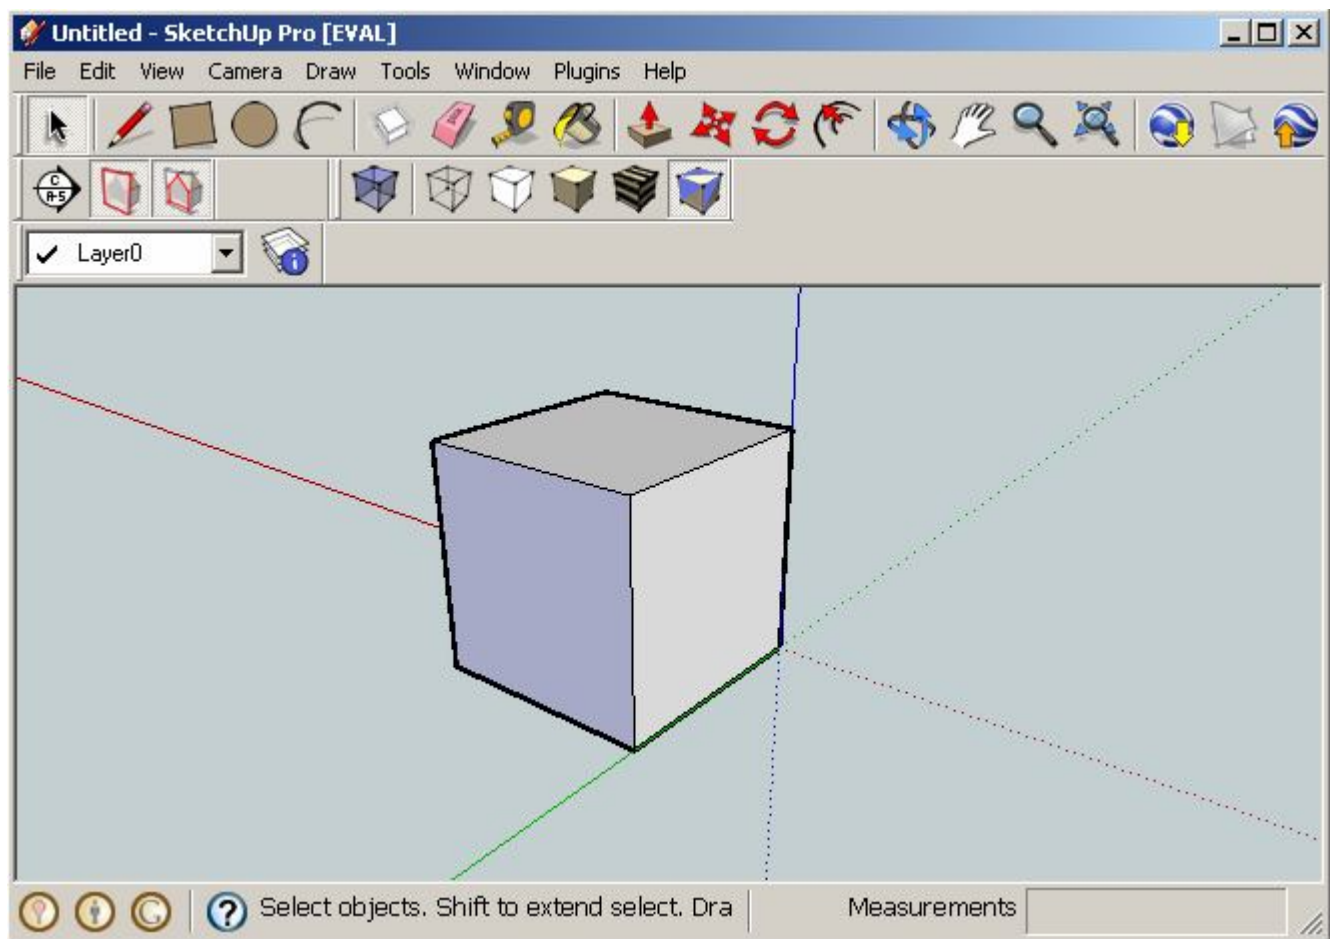 Untitled - SketchUp Pro [EVAL]
File Edit View Camera Draw Tools Window Plugins Help
C
A-5
Layer0
Select objects. Shift to extend select. Dra
Measurements